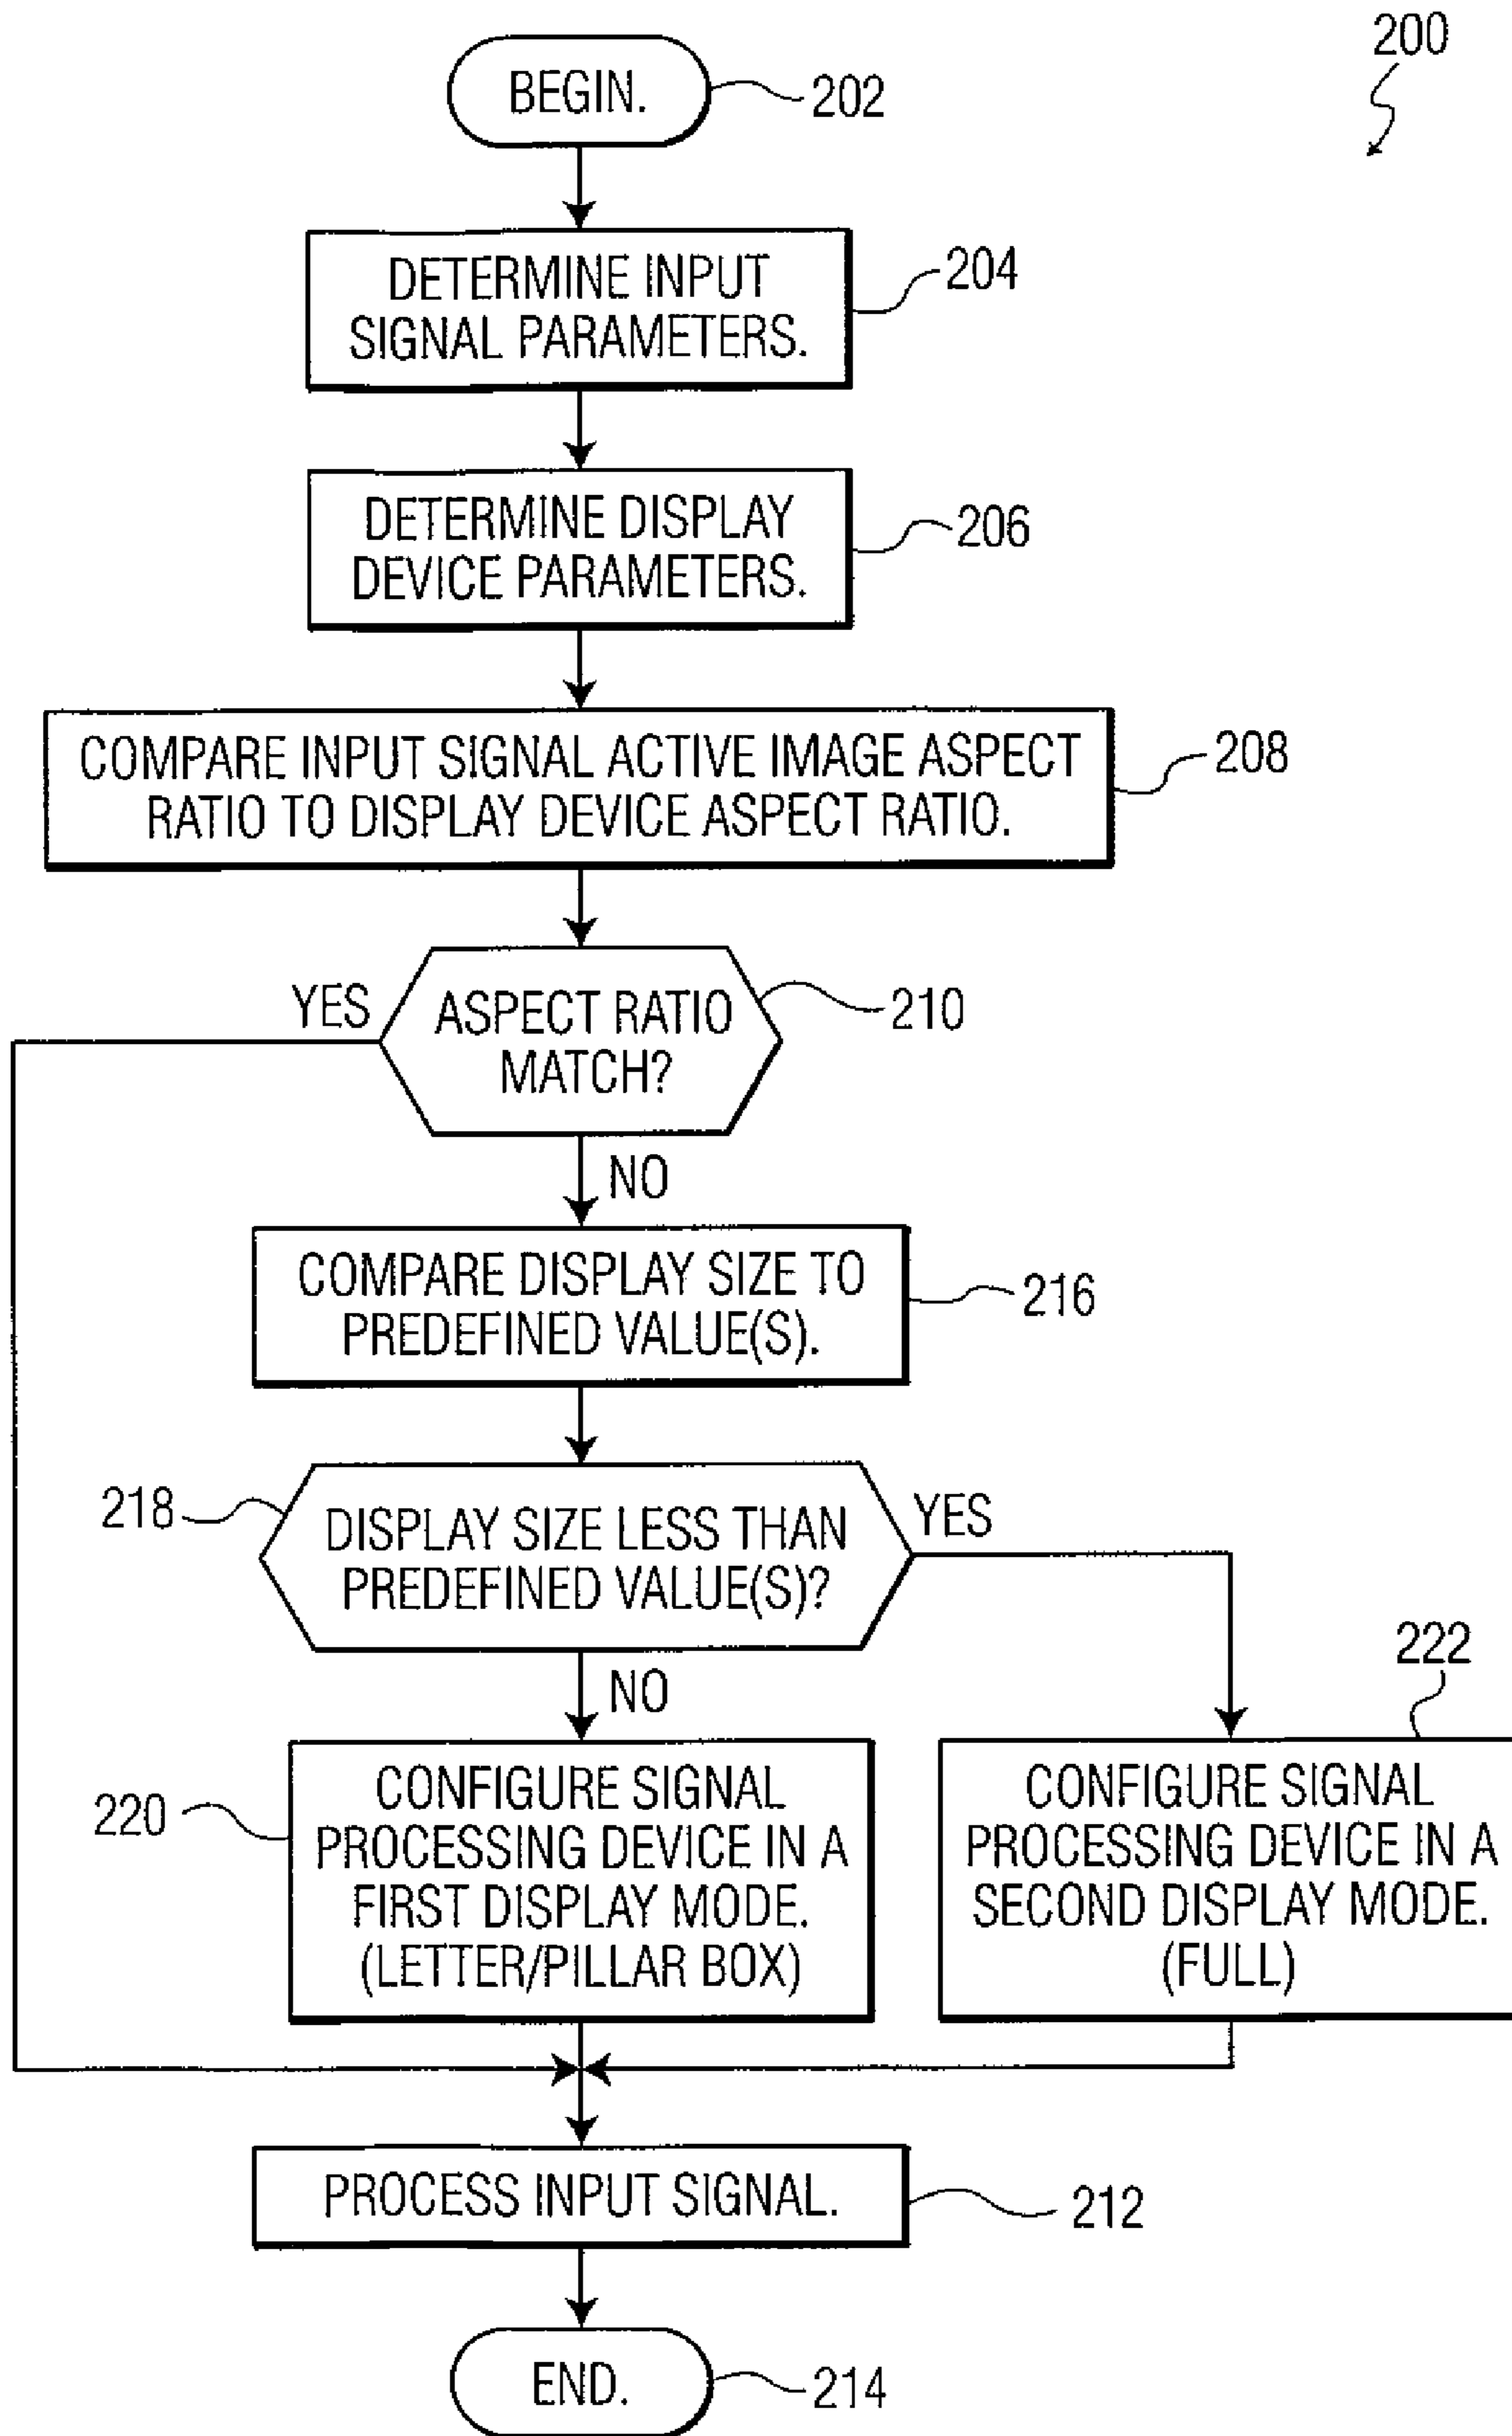 200
BEGIN.
202
DETERMINE INPUT
SIGNAL PARAMETERS.
204
DETERMINE DISPLAY
DEVICE PARAMETERS.
206
COMPARE INPUT SIGNAL ACTIVE IMAGE ASPECT
RATIO TO DISPLAY DEVICE ASPECT RATIO.
208
YES
ASPECT RATIO
MATCH?
210
NO
COMPARE DISPLAY SIZE TO
PREDEFINED VALUE(S).
216
218
DISPLAY SIZE LESS THAN
PREDEFINED VALUE(S)?
YES
NO
220
CONFIGURE SIGNAL
PROCESSING DEVICE IN A
FIRST DISPLAY MODE.
(LETTER/PILLAR BOX)
222
CONFIGURE SIGNAL
PROCESSING DEVICE IN A
SECOND DISPLAY MODE.
(FULL)
PROCESS INPUT SIGNAL.
212
END.
214